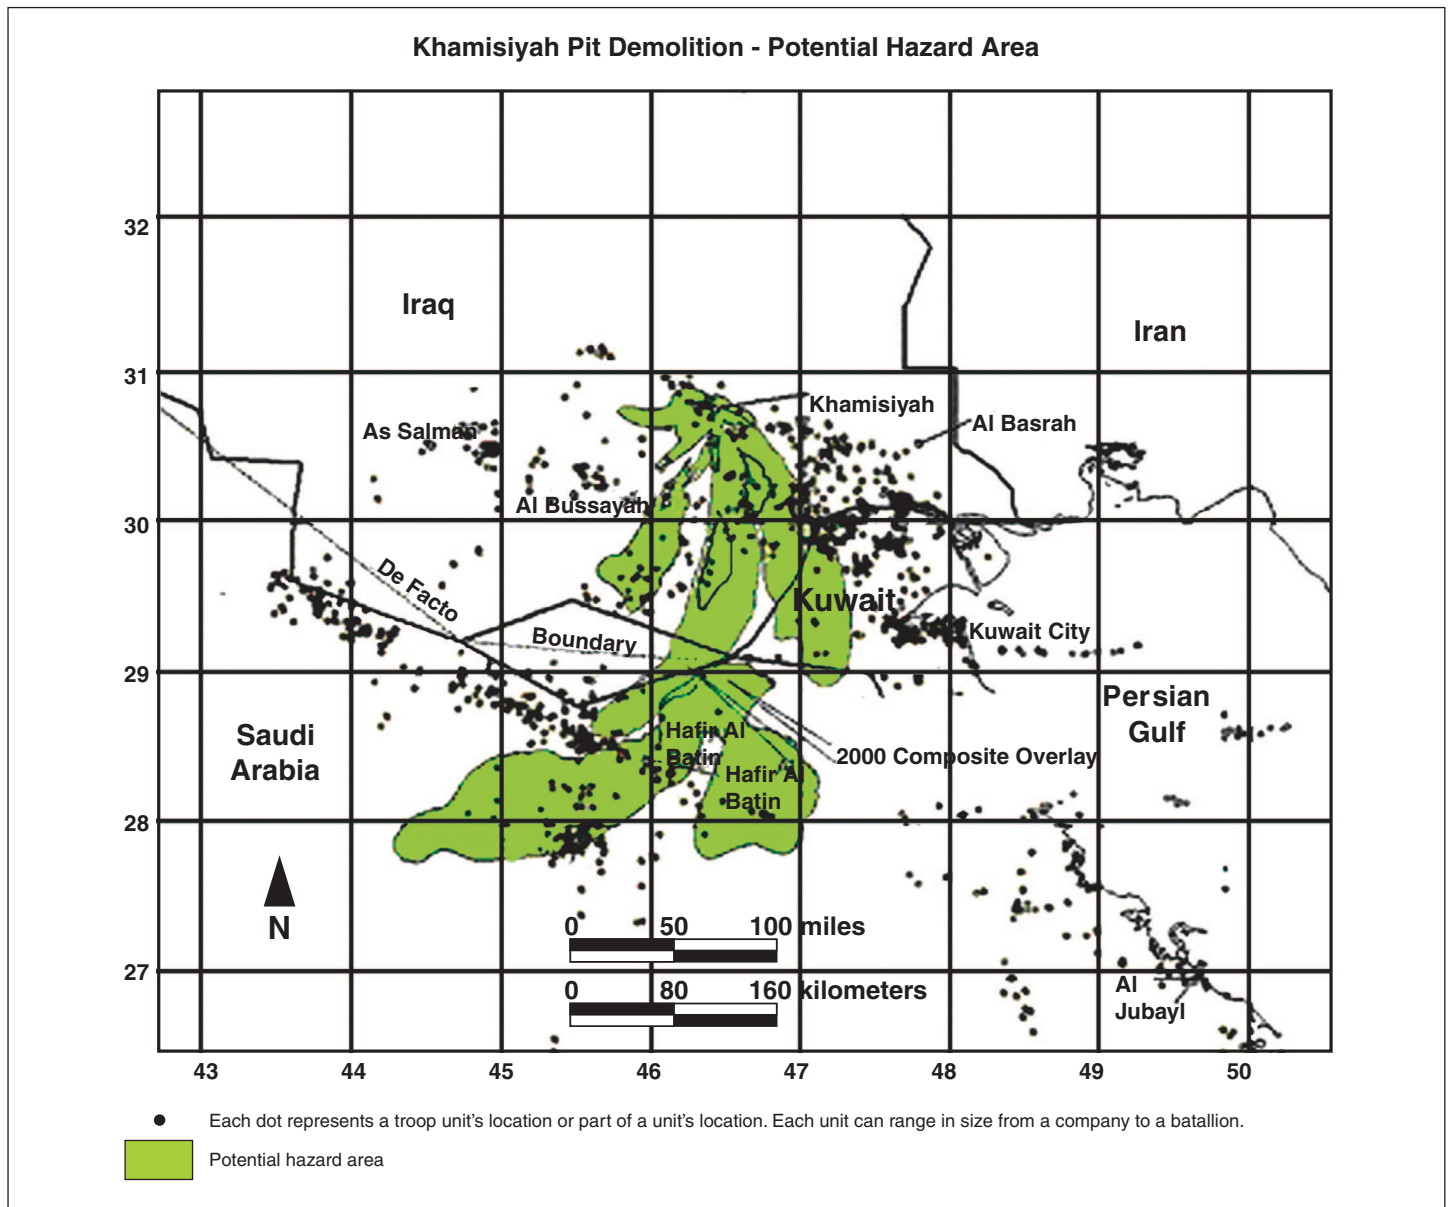 Khamisiyah Pit Demolition - Potential Hazard Area
32
Iraq
Iran
31
Khamisiyah
As Salman
Al Basrah
Al Bussayah
30
De Facto
Kuwait
Boundary
Kuwait City
29
Persian
Gulf
Saudi
Arabia
Hafir Al
Batin
2000 Composite Overlay
Hafir Al
Batin
28
N
0 50 100 miles
27
0 80 160 kilometers
Al
Jubayl
43 44 45 46 47 48 49 50
Each dot represents a troop unit's location or part of a unit's location. Each unit can range in size from a company to a batallion.
Potential hazard area